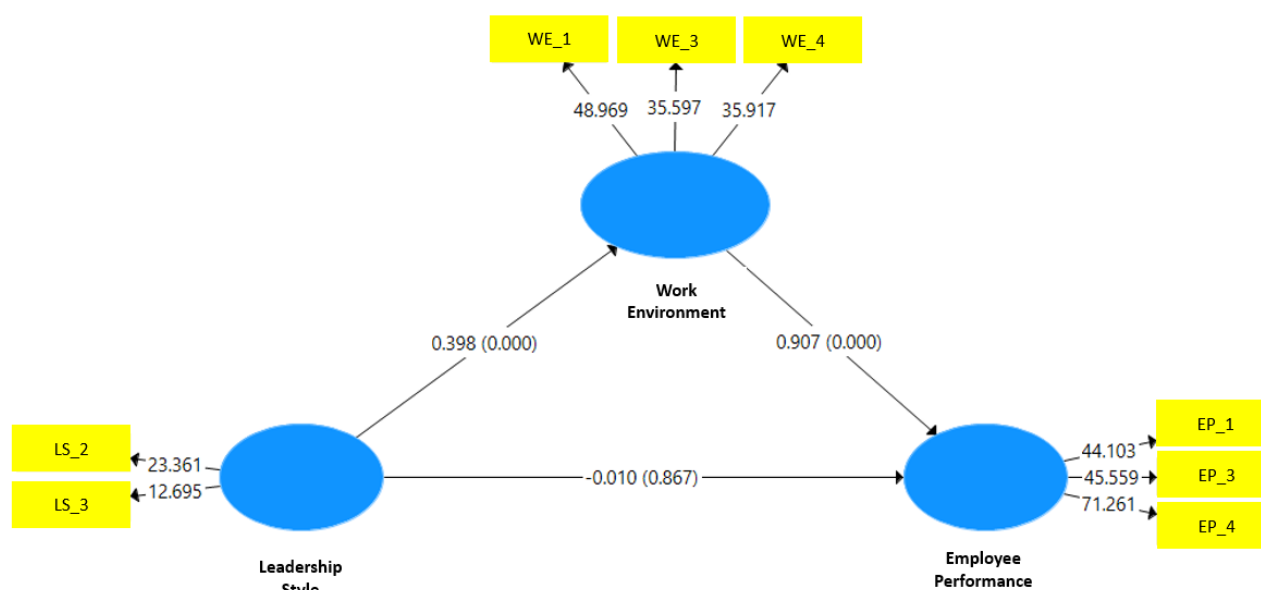 WE_1
WE_3
WE_4
48.969
35.597
35.917
Work
Environment
0.398 (0.000)
0.907 (0.000)
LS_2
LS_3
23.361
12.695
-0.010 (0.867)
44.103
45.559
71.261
EP_1
EP_3
EP_4
Leadership
Style
Employee
Performance